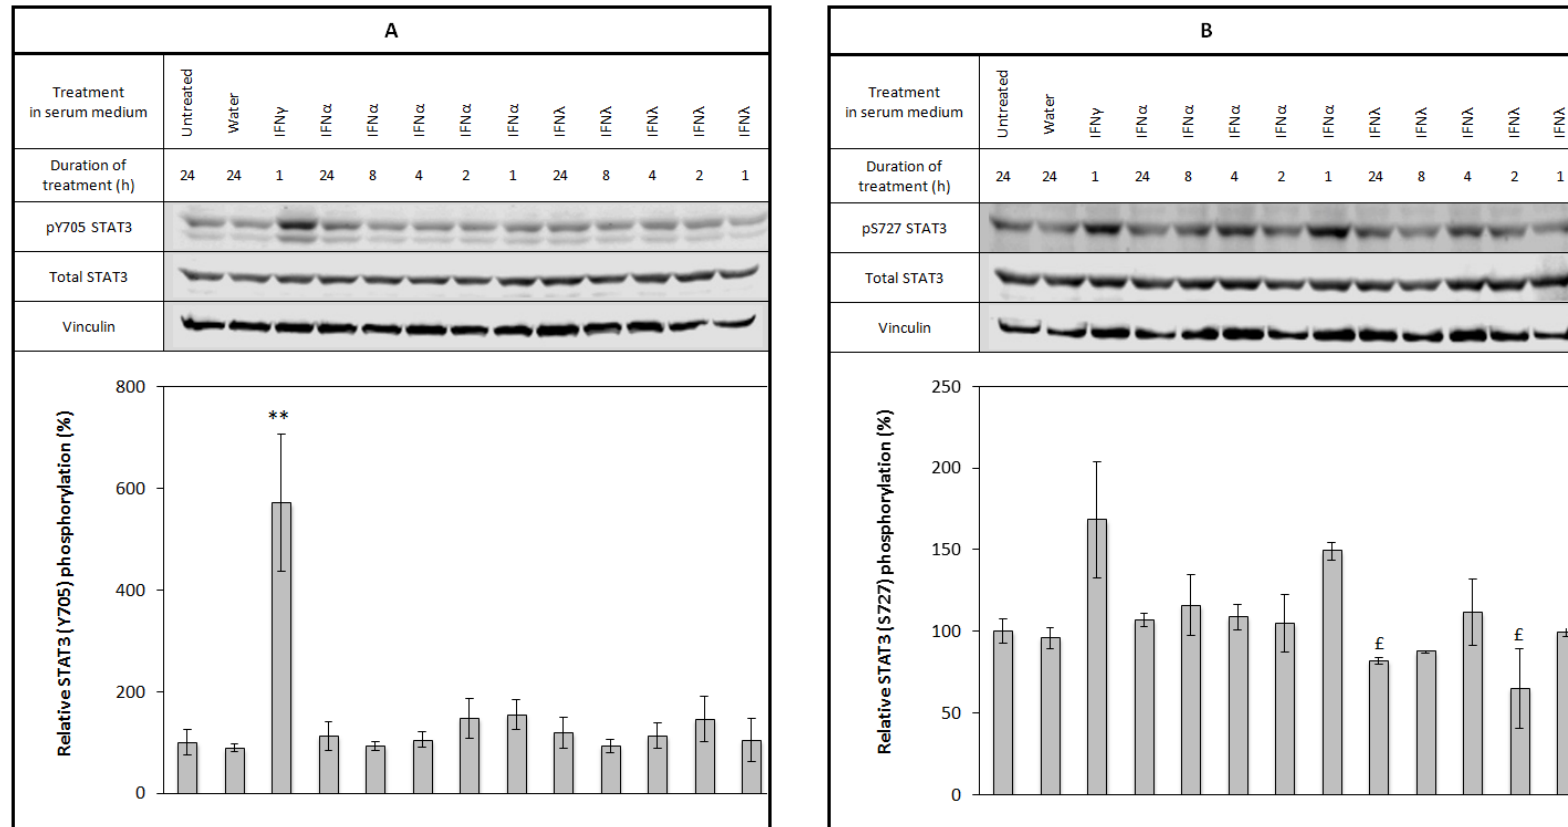 A
Treatment
in serum medium
Untreated
Water
IFNγ
IFNα
IFNα
IFNα
IFNα
IFNα
IFNλ
IFNλ
IFNλ
IFNλ
IFNλ
Duration of
treatment (h)
24 24 1 24 8 4 2 1 24 8 4 2 1
pY705 STAT3
Total STAT3
Vinculin
Relative STAT3 (Y705) phosphorylation (%)
800
600
400
200
0
**
B
Treatment
in serum medium
Untreated
Water
IFNγ
IFNα
IFNα
IFNα
IFNα
IFNα
IFNλ
IFNλ
IFNλ
IFNλ
IFNλ
Duration of
treatment (h)
24 24 1 24 8 4 2 1 24 8 4 2 1
pS727 STAT3
Total STAT3
Vinculin
Relative STAT3 (S727) phosphorylation (%)
250
200
150
100
50
0
£ £